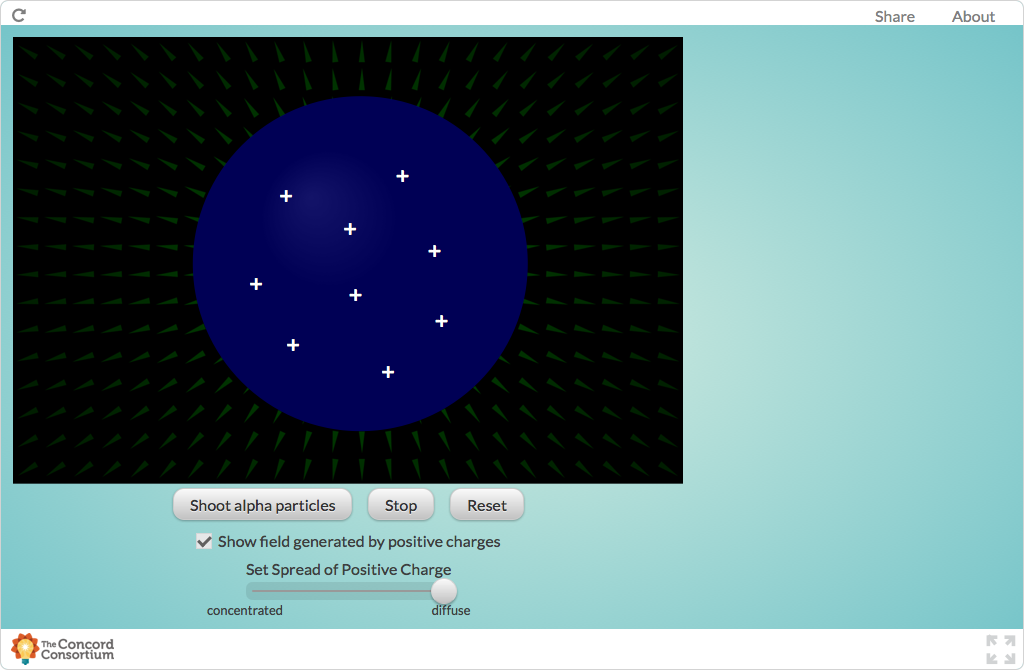 Share About
+
+
+
+
+
+
+
+
+
Shoot alpha particles Stop Reset
Show field generated by positive charges
Set Spread of Positive Charge
concentrated diffuse
The Concord
Consortium